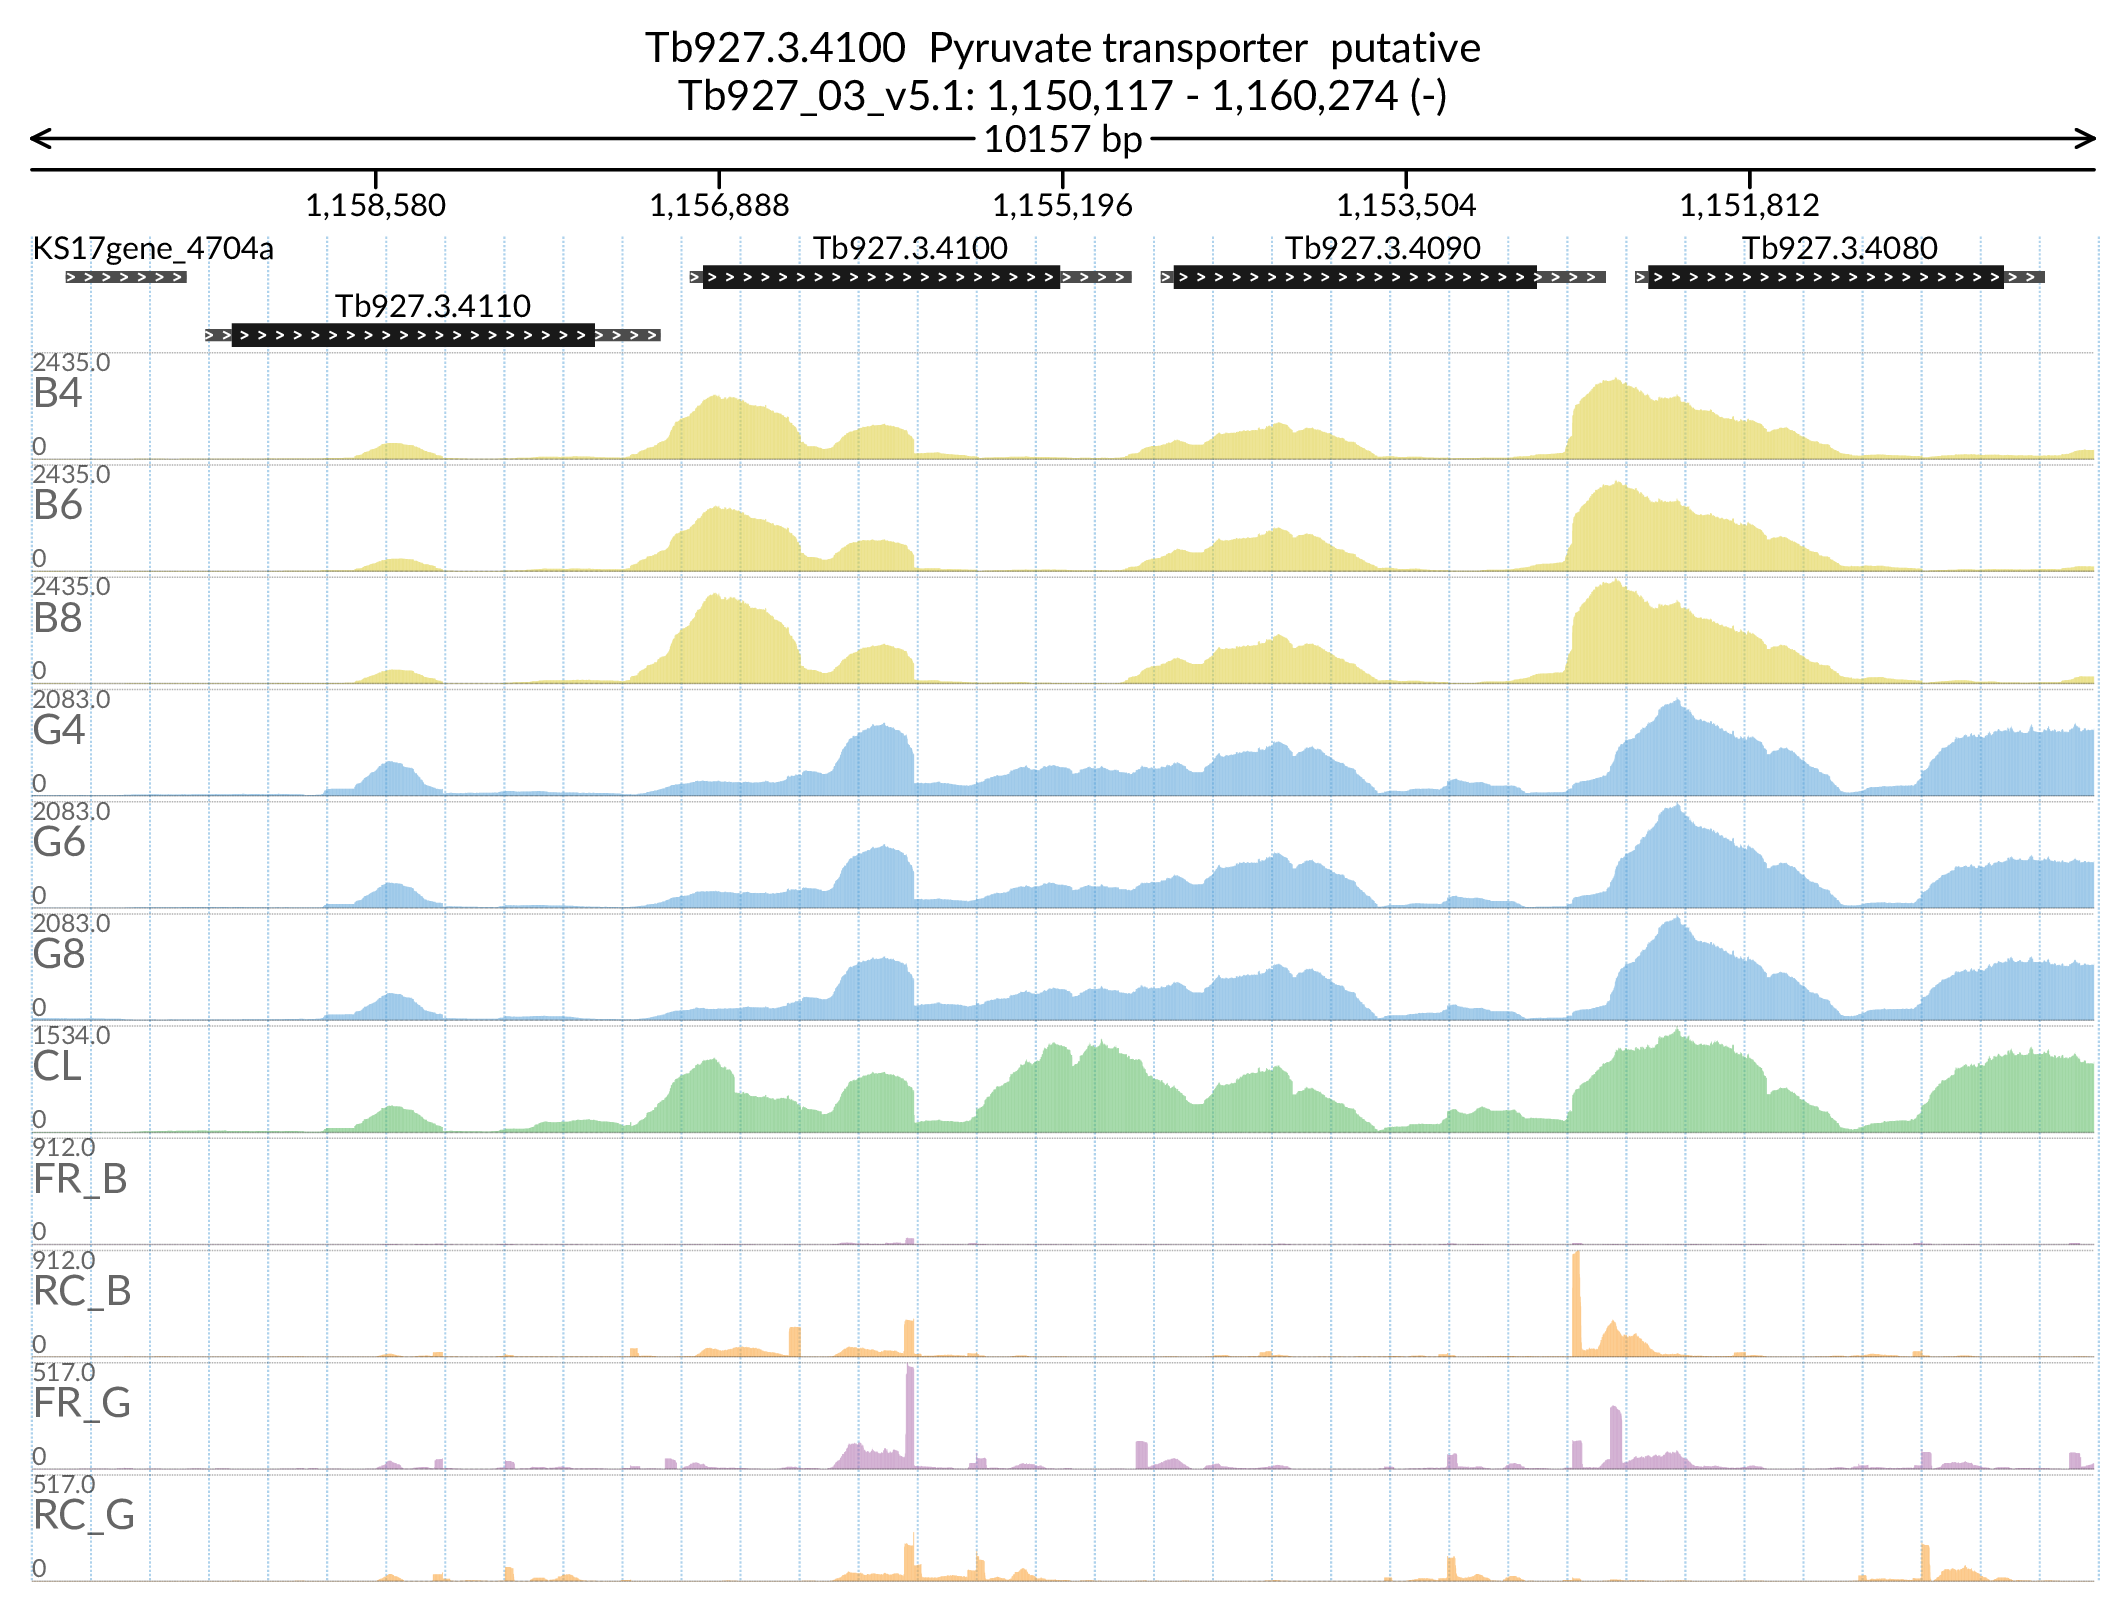 Tb927.3.4100  Pyruvate transporter  putative
Tb927_03_v5.1: 1,150,117 - 1,160,274 (-)
10157 bp
1,158,580 1,156,888 1,155,196 1,153,504 1,151,812
KS17gene_4704a Tb927.3.4100 Tb927.3.4090 Tb927.3.4080
Tb927.3.4110
2435.0
B4
0
2435.0
B6
0
2435.0
B8
0
2083.0
G4
0
2083.0
G6
0
2083.0
G8
0
1534.0
CL
0
912.0
FR_B
0
912.0
RC_B
0
517.0
FR_G
0
517.0
RC_G
0